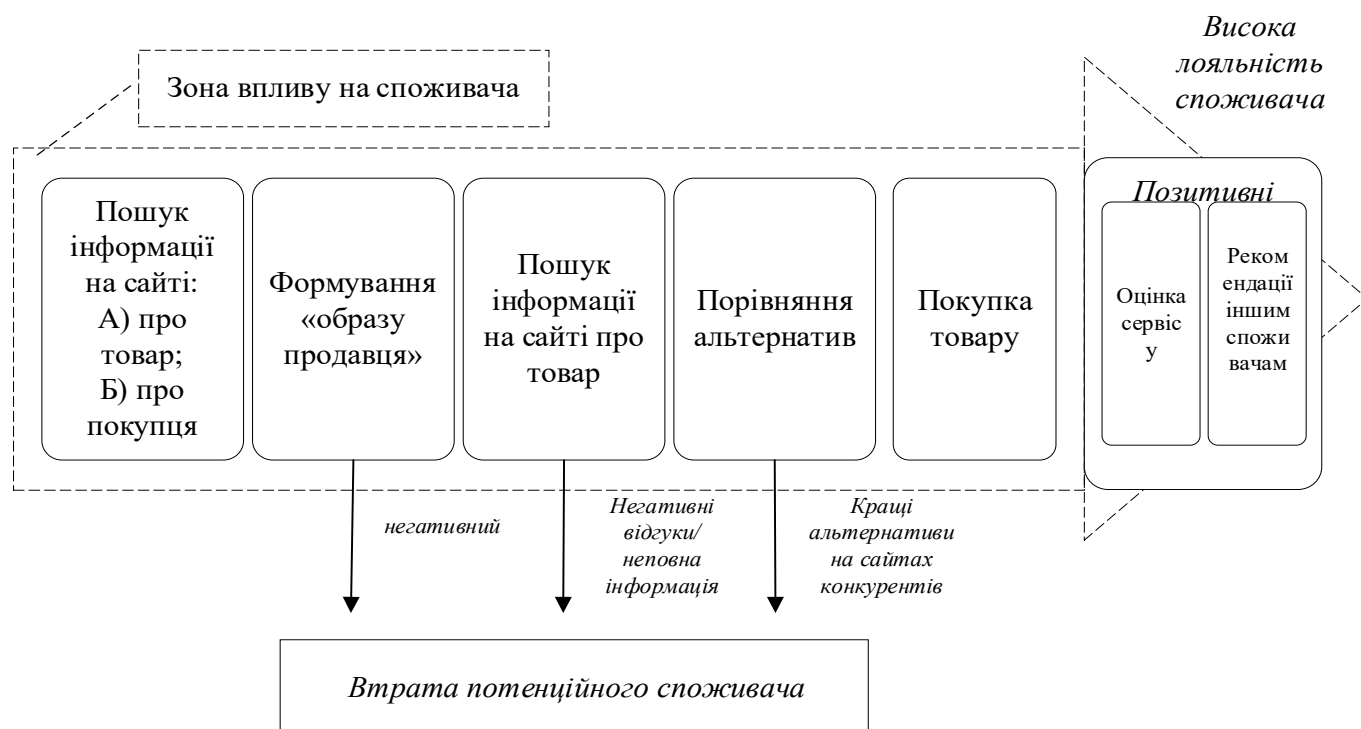 Висока
лояльність
споживача
Зона впливу на споживача
Пошук
інформації
на сайті:
А) про
товар;
Б) про
покупця
Формування
«образу
продавця»
Пошук
інформації
на сайті про
товар
Порівняння
альтернатив
Покупка
товару
Позитивні
Оцінка
сервіс
у
Реком
ендації
іншим
спожи
вачам
негативний
Негативні
відгуки/
неповна
інформація
Кращі
альтернативи
на сайтах
конкурентів
Втрата потенційного споживача